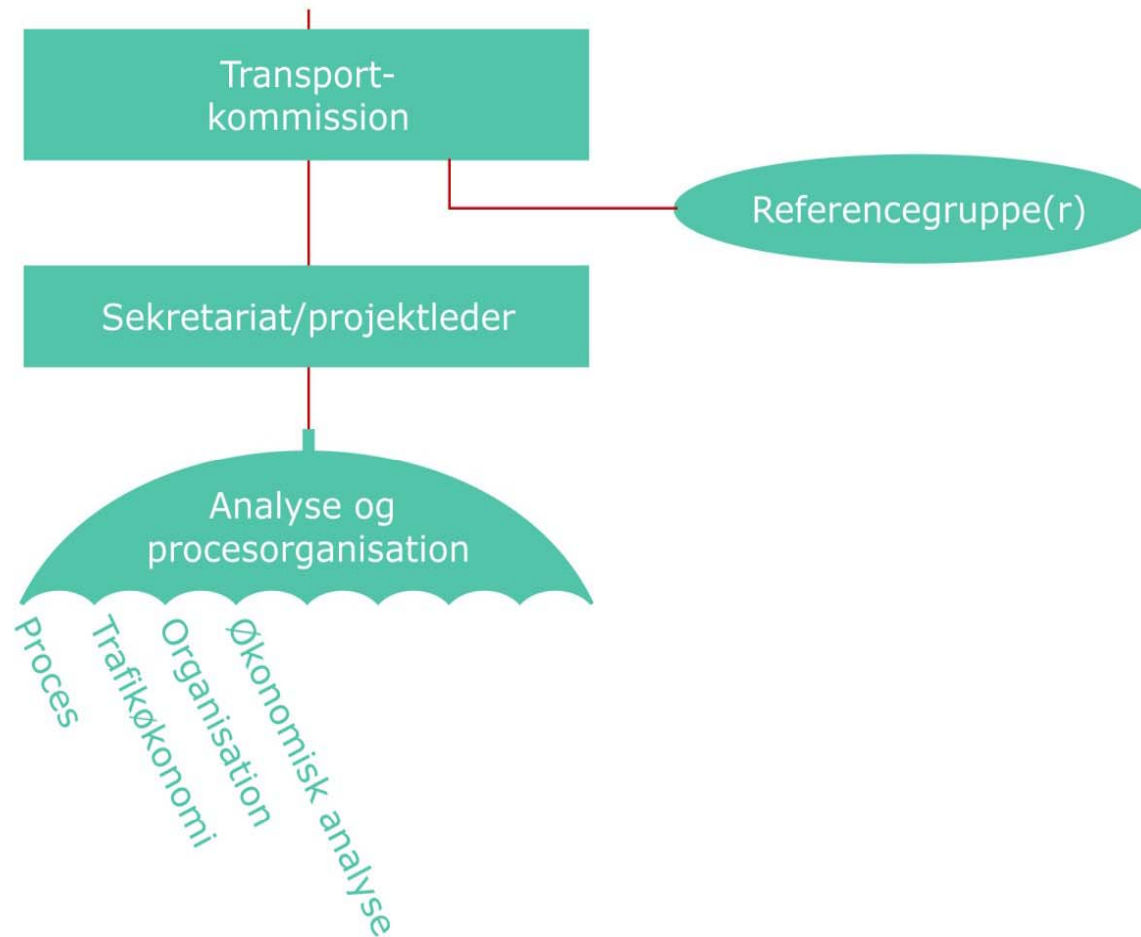 Transport-
kommission
Referencegruppe(r)
Sekretariat/projektleder
Analyse og
procesorganisation
Proces
Trafikøkonomi
Organisation
Økonomisk analyse